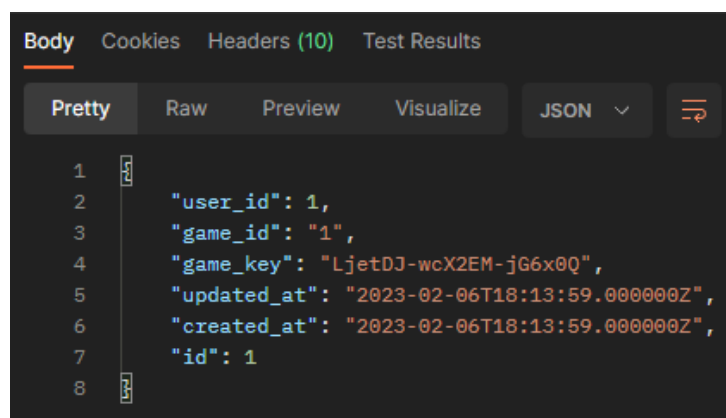 Body Cookies Headers (10) Test Results
Pretty Raw Preview Visualize JSON
1 {
2 "user_id": 1,
3 "game_id": "1",
4 "game_key": "LjetDJ-wcX2EM-jG6x0Q",
5 "updated_at": "2023-02-06T18:13:59.000000Z",
6 "created_at": "2023-02-06T18:13:59.000000Z",
7 "id": 1
8 }